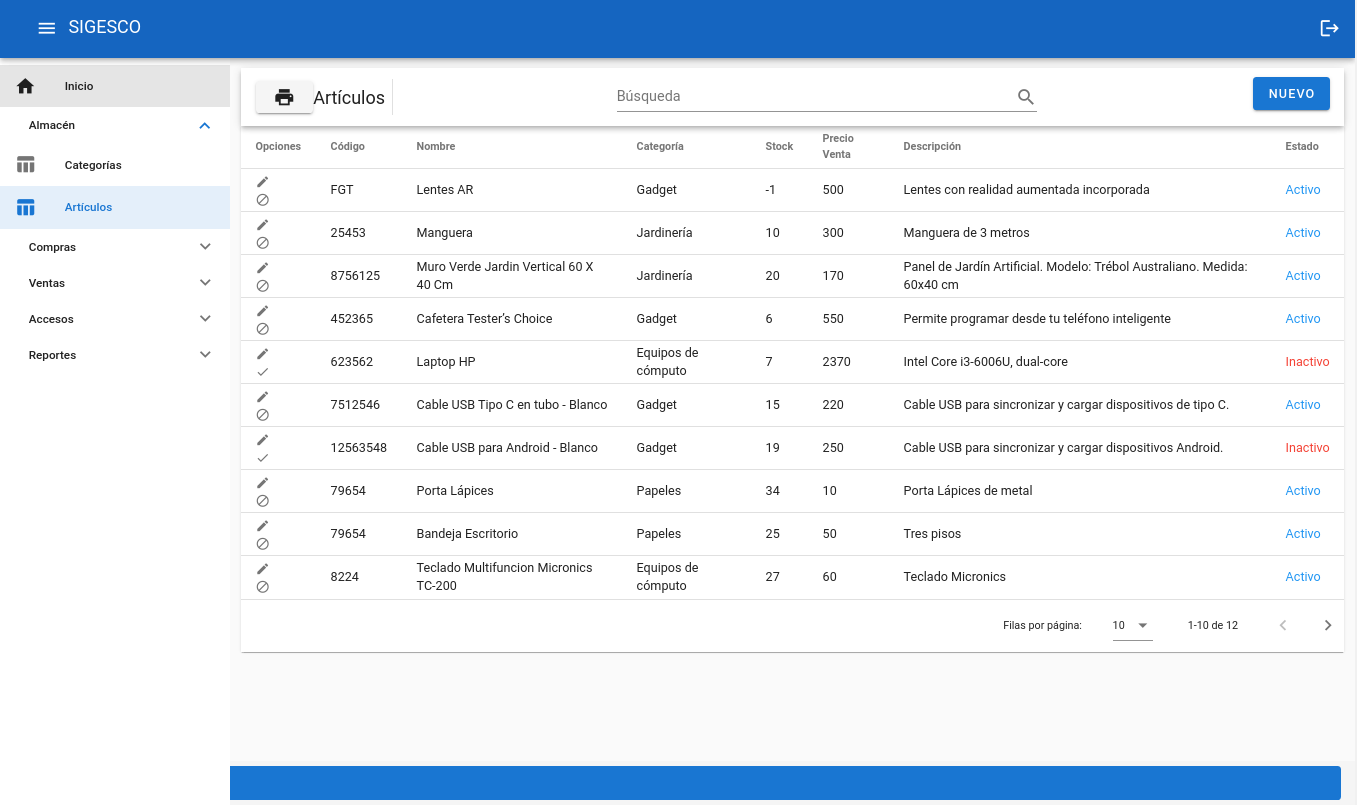 SIGESCO
Inicio
Almacén
Categorías
Artículos
Compras
Ventas
Accesos
Reportes
Artículos
Búsqueda
NUEVO
Opciones Código Nombre Categoría Stock Precio Venta Descripción Estado
FGT Lentes AR Gadget -1 500 Lentes con realidad aumentada incorporada Activo
25453 Manguera Jardinería 10 300 Manguera de 3 metros Activo
8756125 Muro Verde Jardin Vertical 60 X 40 Cm Jardinería 20 170 Panel de Jardín Artificial. Modelo: Trébol Australiano. Medida: 60x40 cm Activo
452365 Cafetera Tester’s Choice Gadget 6 550 Permite programar desde tu teléfono inteligente Activo
623562 Laptop HP Equipos de cómputo 7 2370 Intel Core i3-6006U, dual-core Inactivo
7512546 Cable USB Tipo C en tubo - Blanco Gadget 15 220 Cable USB para sincronizar y cargar dispositivos de tipo C. Activo
12563548 Cable USB para Android - Blanco Gadget 19 250 Cable USB para sincronizar y cargar dispositivos Android. Inactivo
79654 Porta Lápices Papeles 34 10 Porta Lápices de metal Activo
79654 Bandeja Escritorio Papeles 25 50 Tres pisos Activo
8224 Teclado Multifuncion Micronics TC-200 Equipos de cómputo 27 60 Teclado Micronics Activo
Filas por página: 10 1-10 de 12